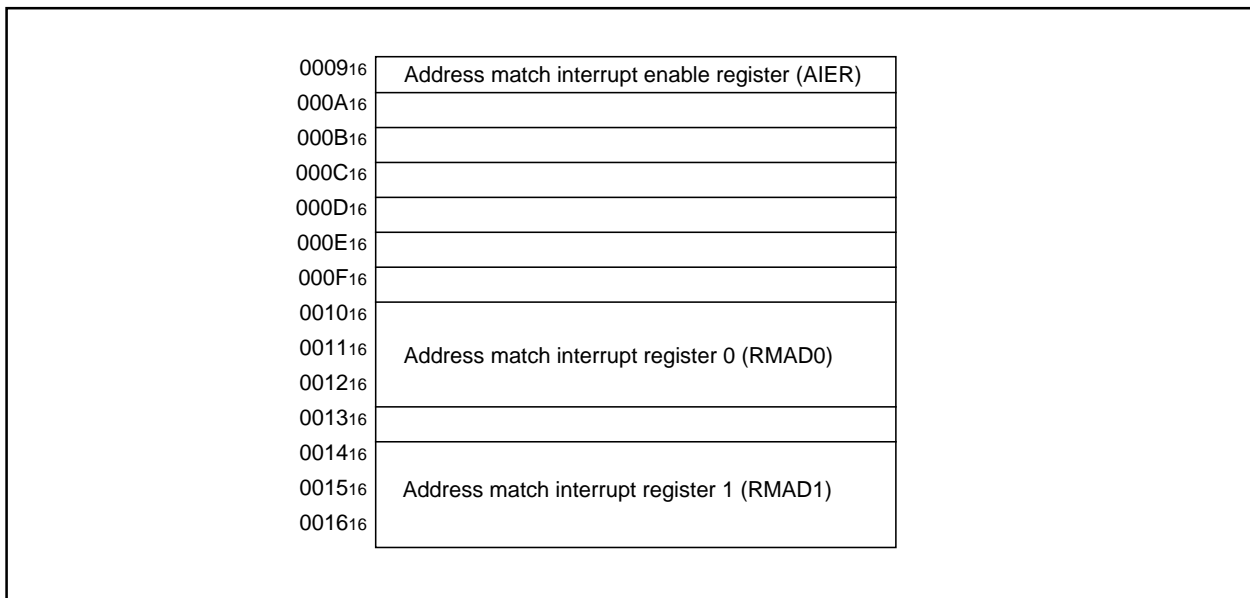 000916 Address match interrupt enable register (AIER)
000A16
000B16
000C16
000D16
000E16
000F16
001016
001116 Address match interrupt register 0 (RMAD0)
001216
001316
001416
001516 Address match interrupt register 1 (RMAD1)
001616